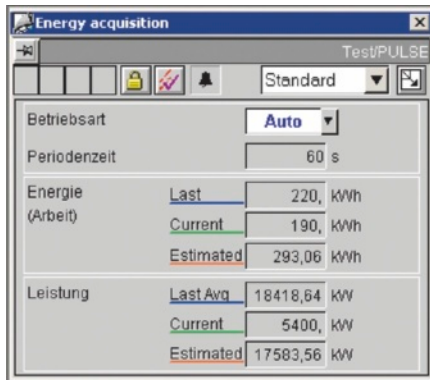 Energy acquisition
Test/PULSE
Standard
Betriebsart Auto
Periodenzeit 60 s
Energie Last 220, kWh
(Arbeit)
Current 190, kWh
Estimated 293,06 kWh
Leistung Last Avg 18418,64 kW
Current 5400, kW
Estimated 17583,56 kW